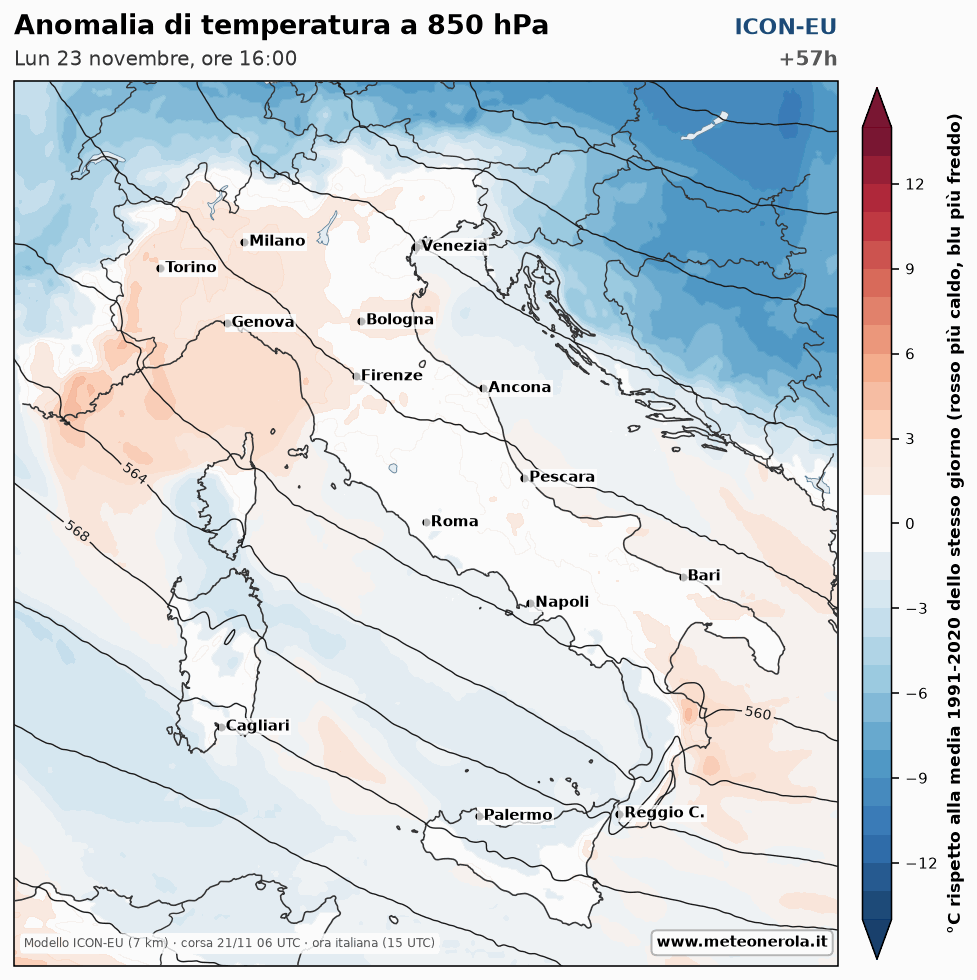 Anomalia di temperatura a 850 hPa
ICON-EU
Lun 23 novembre, ore 16:00
+57h
Milano
Venezia
Torino
Genova
Bologna
Firenze
Ancona
564
Pescara
568
Roma
Bari
Napoli
560
Cagliari
Palermo
Reggio C.
Modello ICON-EU (7 km) · corsa 21/11 06 UTC · ora italiana (15 UTC)
www.meteonerola.it
12
9
6
3
0
−3
−6
−9
−12
°C rispetto alla media 1991-2020 dello stesso giorno (rosso più caldo, blu più freddo)